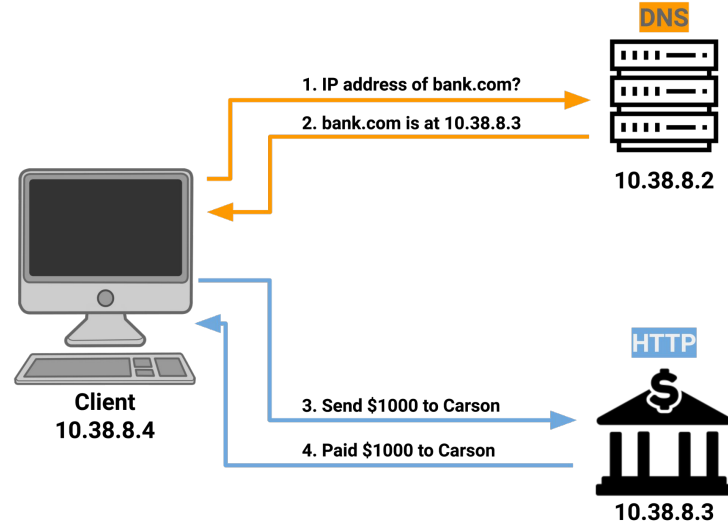 DNS
1. IP address of bank.com?
2. bank.com is at 10.38.8.3
10.38.8.2
HTTP
Client
10.38.8.4
3. Send $1000 to Carson
4. Paid $1000 to Carson
$
10.38.8.3